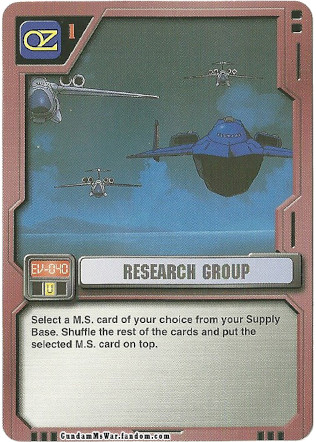 OZ 1
EV-040
U
RESEARCH GROUP
Select a M.S. card of your choice from your Supply
Base. Shuffle the rest of the cards and put the
selected M.S. card on top.
GundamMsWar.fandom.com